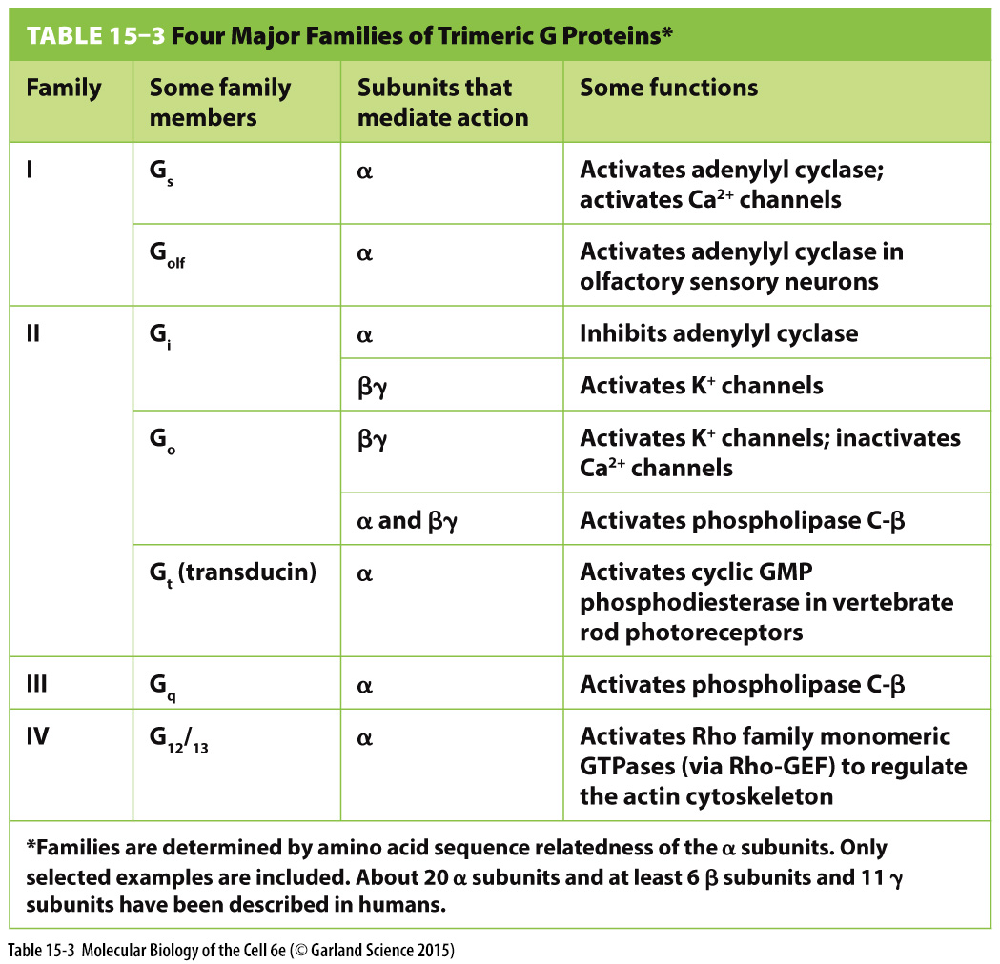 TABLE 15–3 Four Major Families of Trimeric G Proteins*
Family
Some family
members
Subunits that
mediate action
Some functions
I
Gs
α
Activates adenylyl cyclase;
activates Ca2+ channels
Golf
α
Activates adenylyl cyclase in
olfactory sensory neurons
II
Gi
α
Inhibits adenylyl cyclase
βγ
Activates K+ channels
Go
βγ
Activates K+ channels; inactivates
Ca2+ channels
α and βγ
Activates phospholipase C-β
Gt (transducin)
α
Activates cyclic GMP
phosphodiesterase in vertebrate
rod photoreceptors
III
Gq
α
Activates phospholipase C-β
IV
G12/13
α
Activates Rho family monomeric
GTPases (via Rho-GEF) to regulate
the actin cytoskeleton
*Families are determined by amino acid sequence relatedness of the α subunits. Only
selected examples are included. About 20 α subunits and at least 6 β subunits and 11 γ
subunits have been described in humans.
Table 15-3 Molecular Biology of the Cell 6e (© Garland Science 2015)